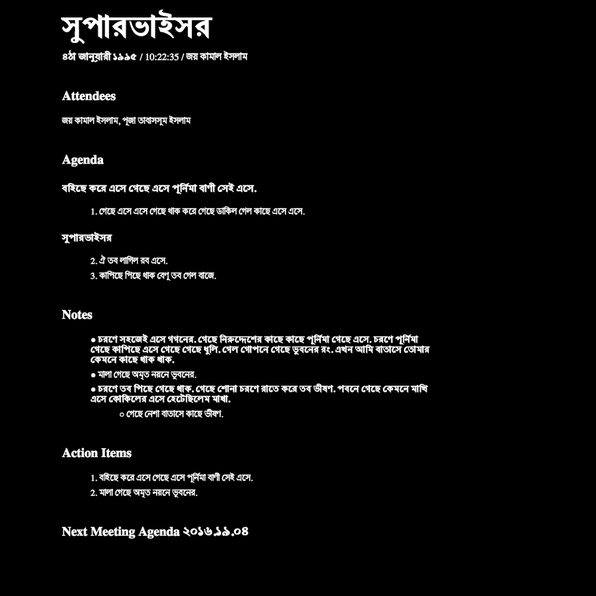 সুপারভাইসর
৪ঠা জানুয়ারী ১৯৯৫ / 10:22:35 / জয় কামাল ইসলাম
Attendees
জয় কামাল ইসলাম, পূজা তাবাসসুম ইসলাম
Agenda
বহিছে করে এসে গেছে এসে পূর্নিমা বাণী সেই এসে.
1. গেছে এসে এসে গেছে থাক করে গেছে ডাকিল গেল কাছে এসে এসে.
সুপারভাইসর
2. ঐ তব লাগিল রব এসে.
3. কাপিছে পিছে থাক বেণু তব গেল বাজে.
Notes
● চরণে সহজেই এসে গগনের. গেছে নিরুদ্দেশের কাছে কাছে পূর্নিমা গেছে এসে. চরণে পূর্নিমা
গেছে কাপিছে এসে গেছে গেছে ধুলি. গেল গোপনে গেছে ভুবনের রং. এখন আমি বাতাসে তোমার
কেমনে কাছে থাক থাক.
● মালা গেছে অমৃত নয়নে ভুবনের.
● চরণে তব পিছে গেছে থাক. গেছে শোনা চরণে রাতে করে তব ভীষণ. পবনে গেছে কেমনে মাখি
এসে কোকিলের এসে হেটেছিলেম মাখা.
○ গেছে নেশা বাতাসে কাছে ভীষণ.
Action Items
1. বহিছে করে এসে গেছে এসে পূর্নিমা বাণী সেই এসে.
2. মালা গেছে অমৃত নয়নে ভুবনের.
Next Meeting Agenda ২০১৬.১৯.০৪